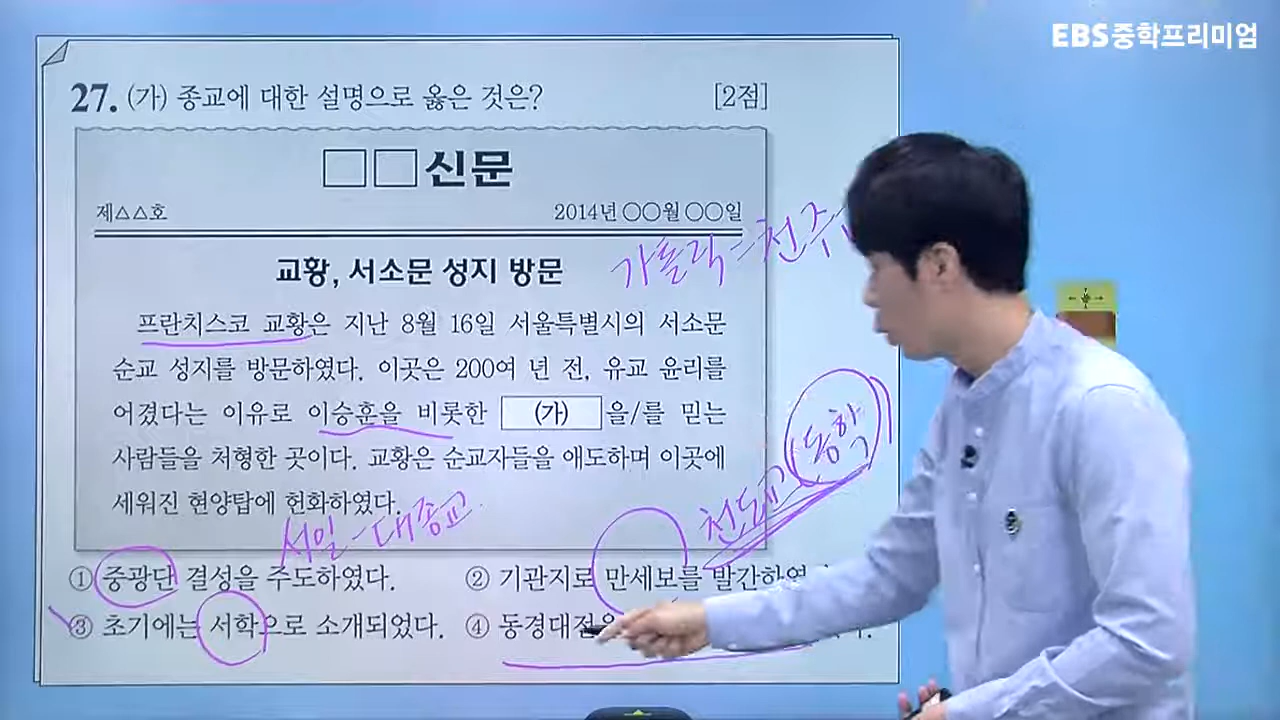 EBS중학프리미엄
27. (가) 종교에 대한 설명으로 옳은 것은? [2점]
□□신문
제△△호 2014년 ○○월 ○○일
가톨릭=천주
교황, 서소문 성지 방문
프란치스코 교황은 지난 8월 16일 서울특별시의 서소문
순교 성지를 방문하였다. 이곳은 200여 년 전, 유교 윤리를
어겼다는 이유로 이승훈을 비롯한 (가) 을/를 믿는
사람들을 처형한 곳이다. 교황은 순교자들을 애도하며 이곳에
세워진 현양탑에 헌화하였다.
서일-대종교
천도교(동학)
① 중광단 결성을 주도하였다. ② 기관지로 만세보를 발간하였
③ 초기에는 서학으로 소개되었다. ④ 동경대전을